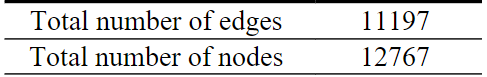 Total number of edges 11197
Total number of nodes 12767